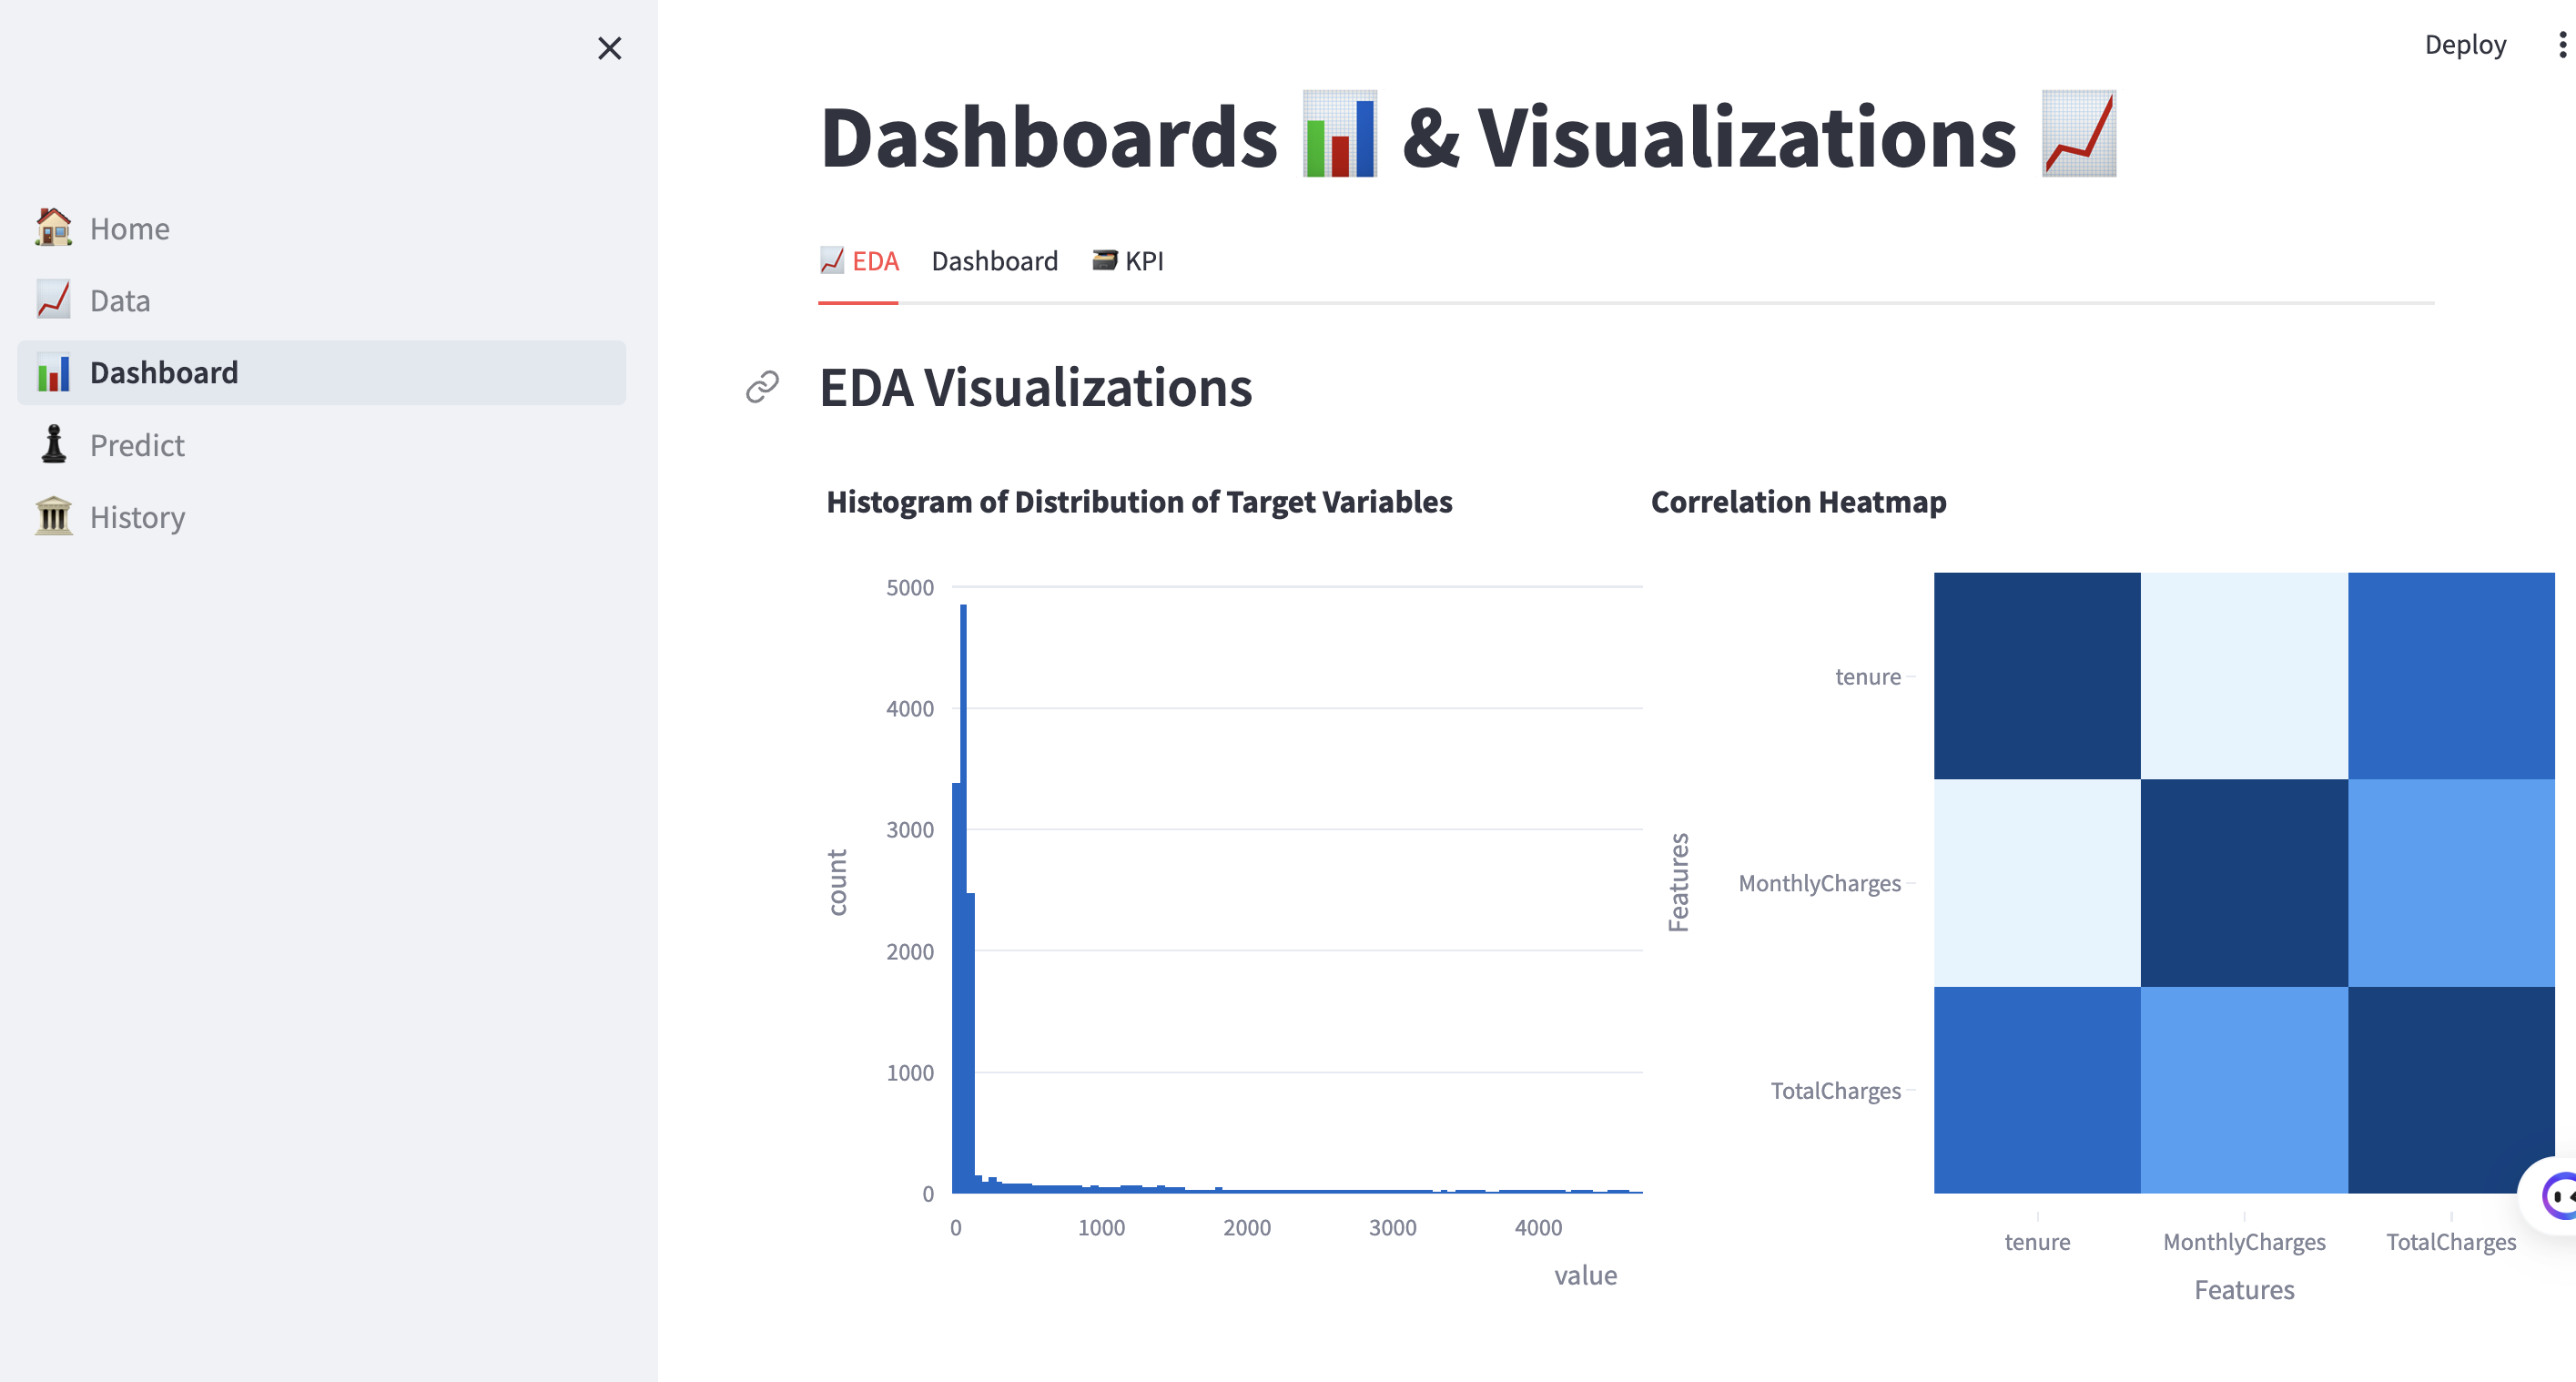 Deploy
Home
Data
Dashboard
Predict
History
Dashboards 📊 & Visualizations 📈
📈 EDA
Dashboard
🗃 KPI
EDA Visualizations
Histogram of Distribution of Target Variables
5000
4000
3000
2000
1000
0
count
0
1000
2000
3000
4000
value
Correlation Heatmap
Features
tenure
MonthlyCharges
TotalCharges
tenure
MonthlyCharges
TotalCharges
Features